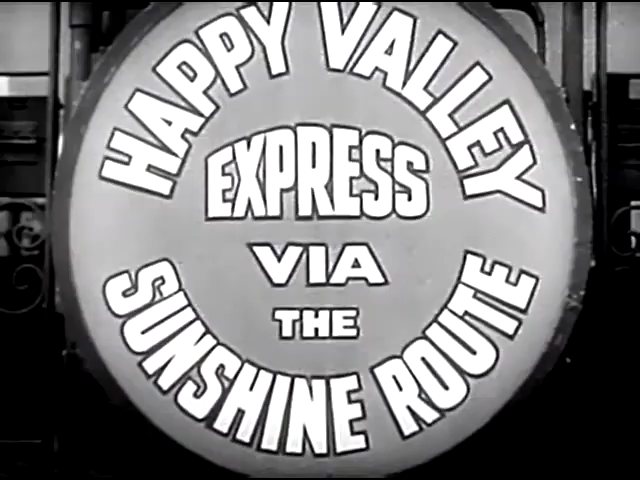 HAPPY VALLEY
EXPRESS
VIA
THE
SUNSHINE ROUTE